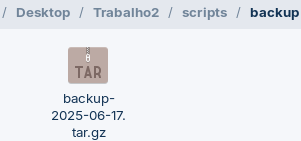 / Desktop / Trabalho2 / scripts / backup
TAR
backup-
2025-06-17.
tar.gz